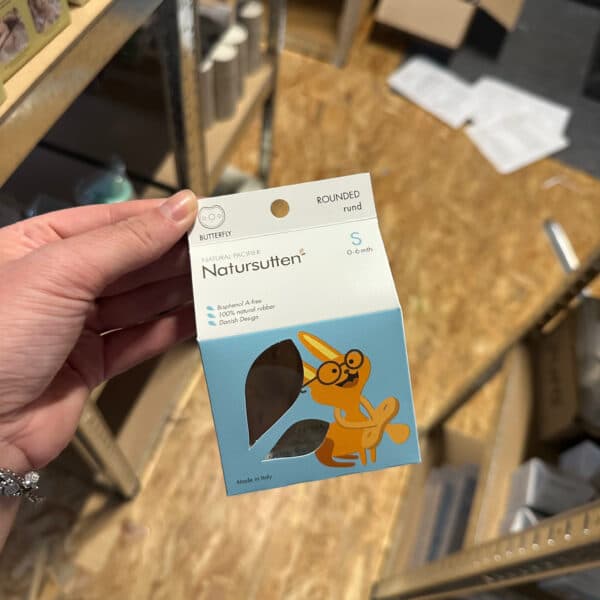 ROUNDED
rund
BUTTERFLY
S
0-6 mth
NATURAL PACIFIER
Natursutten
Bisphenol A-free
100% natural rubber
Danish Design
Made in Italy